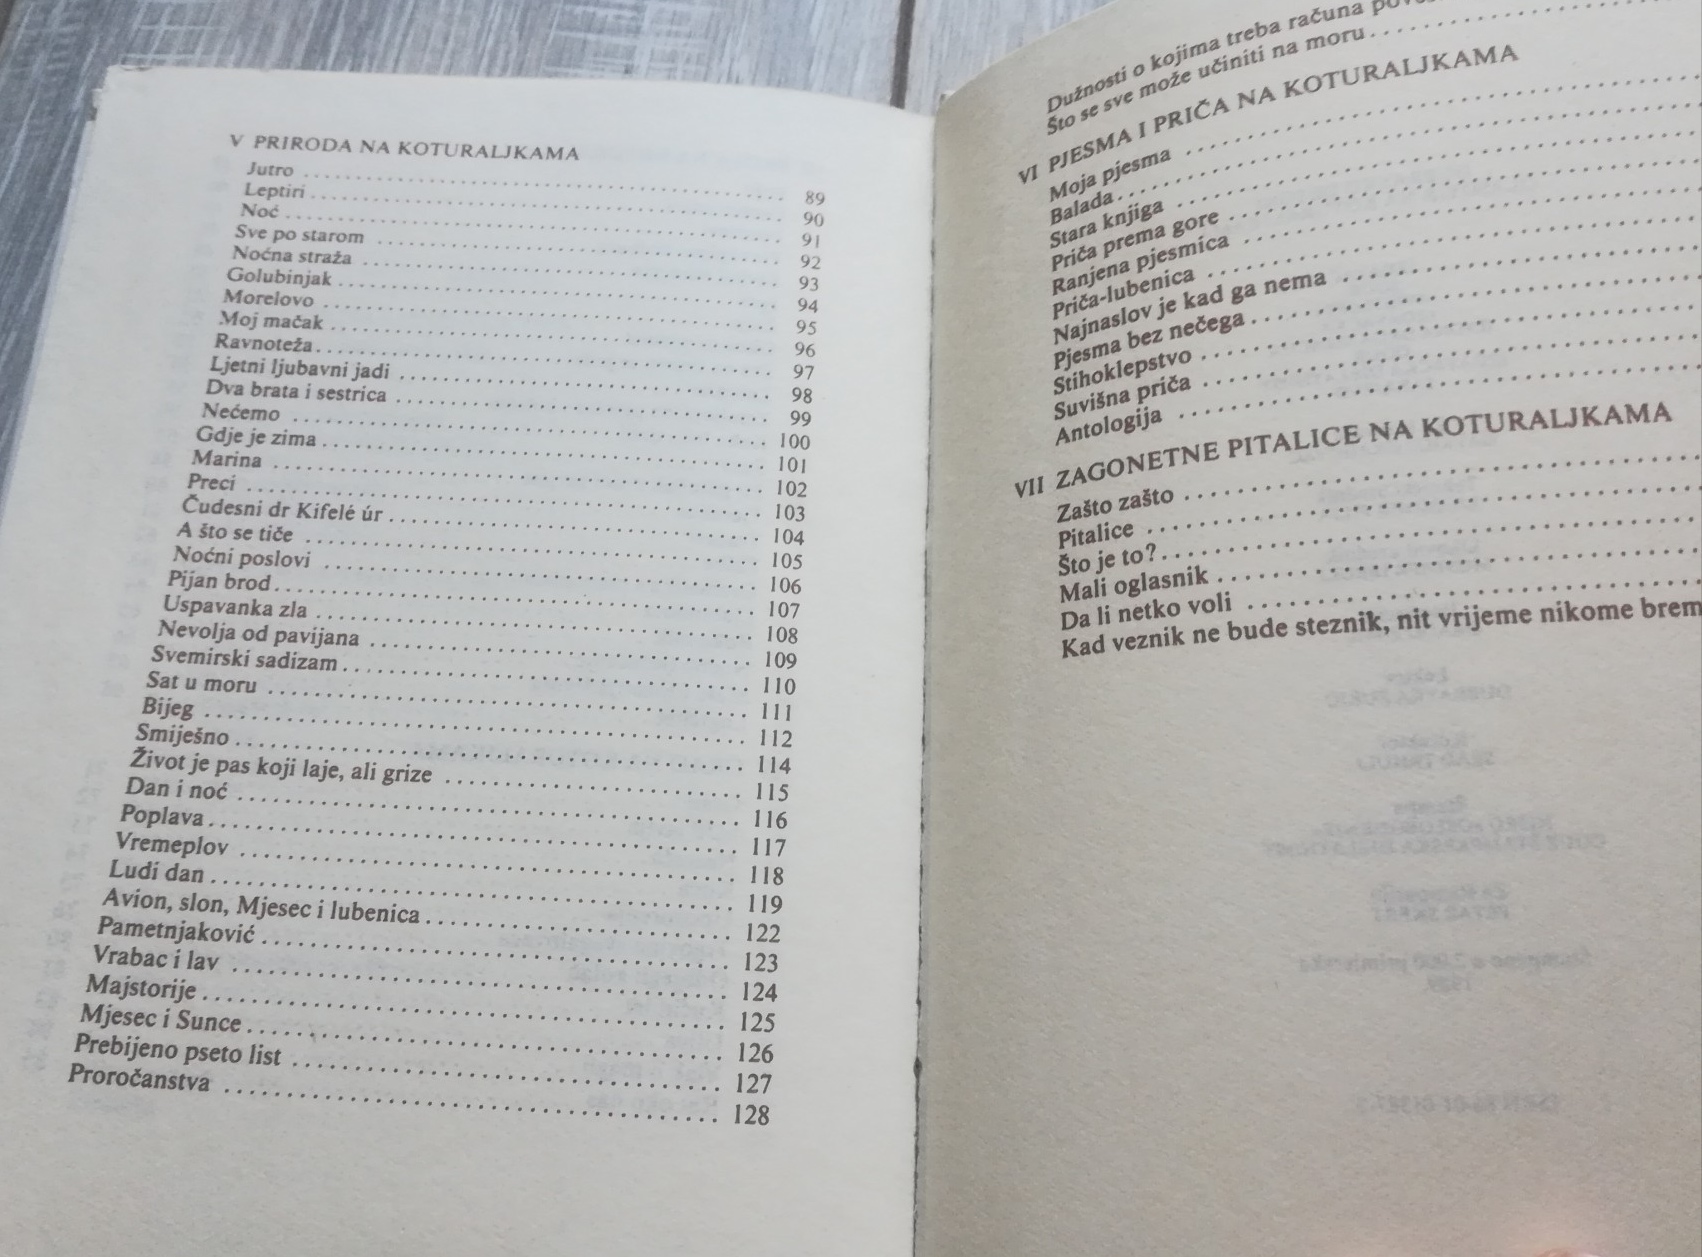 V PRIRODA NA KOTURALJKAMA
Jutro ........ 89
Leptiri ........ 90
Noć ........ 91
Sve po starom ........ 92
Noćna straža ........ 93
Golubinjak ........ 94
Morelovo ........ 95
Moj mačak ........ 96
Ravnoteža ........ 97
Ljetni ljubavni jadi ........ 98
Dva brata i sestrica ........ 99
Nećemo ........ 100
Gdje je zima ........ 101
Marina ........ 102
Preci ........ 103
Čudesni dr Kifelé úr ........ 104
A što se tiče ........ 105
Noćni poslovi ........ 106
Pijan brod ........ 107
Uspavanka zla ........ 108
Nevolja od pavijana ........ 109
Svemirski sadizam ........ 110
Sat u moru ........ 111
Bijeg ........ 112
Smiješno ........ 114
Život je pas koji laje, ali grize ........ 115
Dan i noć ........ 116
Poplava ........ 117
Vremeplov ........ 118
Ludi dan ........ 119
Avion, slon, Mjesec i lubenica ........ 122
Pametnjaković ........ 123
Vrabac i lav ........ 124
Majstorije ........ 125
Mjesec i Sunce ........ 126
Prebijeno pseto list ........ 127
Proročanstva ........ 128
Dužnosti o kojima treba računa
Što se sve može učiniti na moru ........
VI PJESMA I PRIČA NA KOTURALJKAMA
Moja pjesma ........
Balada ........
Stara knjiga ........
Priča prema gore ........
Ranjena pjesmica ........
Priča-lubenica ........
Najnaslov je kad ga nema ........
Pjesma bez nečega ........
Stihoklepstvo ........
Suvišna priča ........
Antologija ........
VII ZAGONETNE PITALICE NA KOTURALJKAMA
Zašto zašto ........
Pitalice ........
Što je to? ........
Mali oglasnik ........
Da li netko voli ........
Kad veznik ne bude steznik, nit vrijeme nikome brem